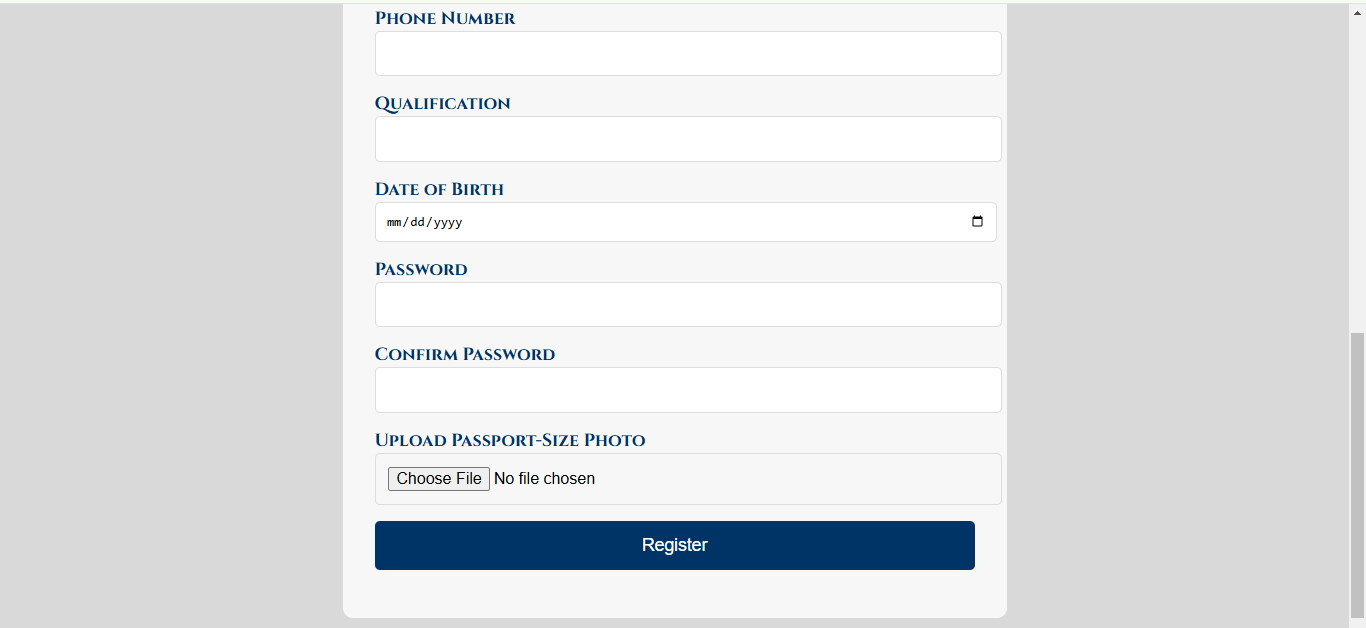 Phone Number
Qualification
Date of Birth
mm/dd/yyyy
Password
Confirm Password
Upload Passport-Size Photo
Choose File No file chosen
Register